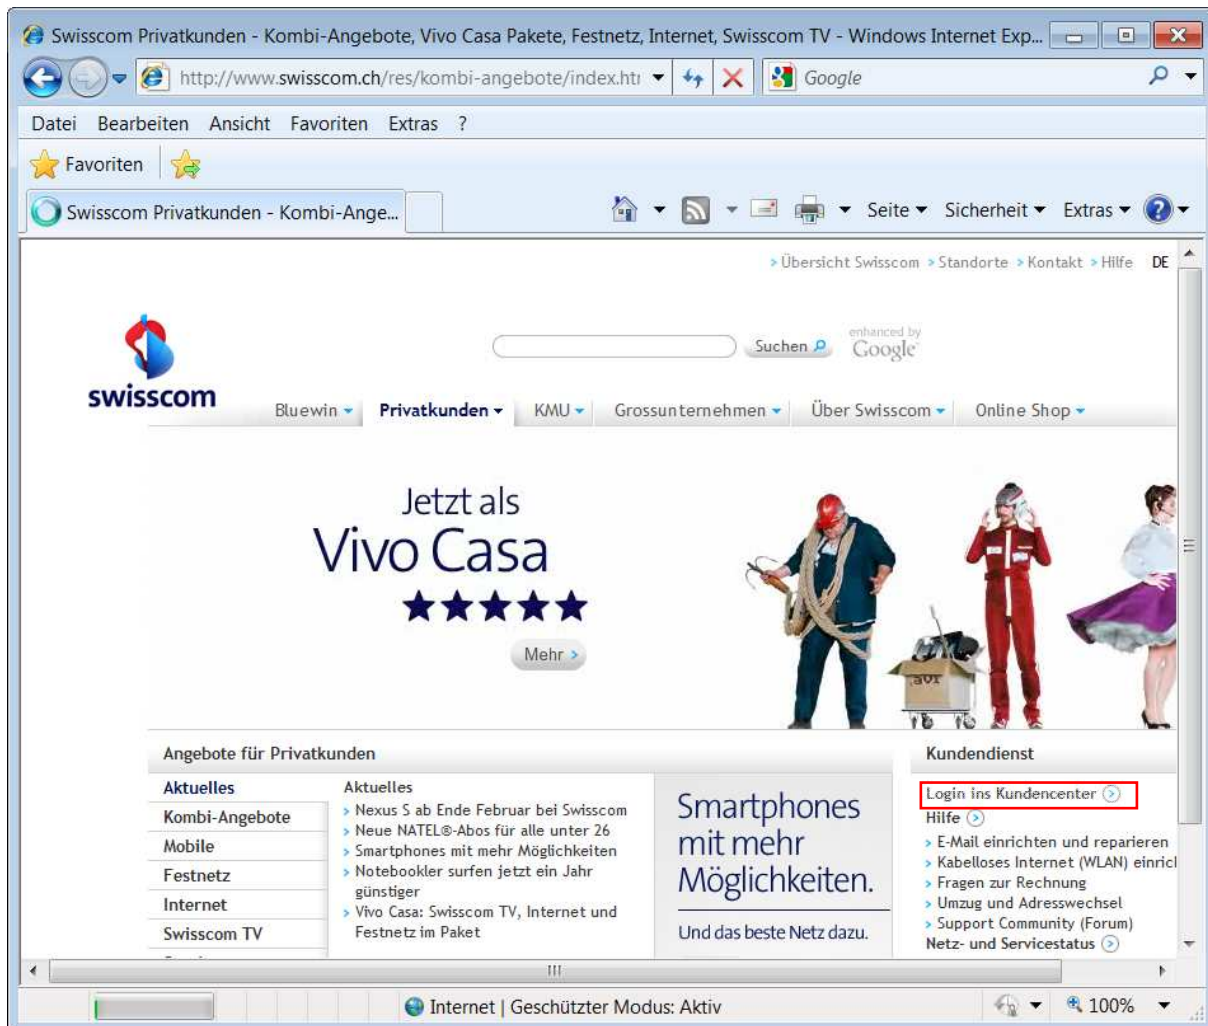 Swisscom Privatkunden - Kombi-Angebote, Vivo Casa Pakete, Festnetz, Internet, Swisscom TV - Windows Internet Exp...
http://www.swisscom.ch/res/kombi-angebote/index.htr
Google
Datei Bearbeiten Ansicht Favoriten Extras ?
Favoriten
Swisscom Privatkunden - Kombi-Ange...
Seite Sicherheit Extras
Übersicht Swisscom Standorte Kontakt Hilfe DE
swisscom
Suchen
enhanced by
Google
Bluewin Privatkunden KMU Grossunternehmen Über Swisscom Online Shop
Jetzt als
Vivo Casa
Mehr
avr
Angebote für Privatkunden
Aktuelles
Kombi-Angebote
Mobile
Festnetz
Internet
Swisscom TV
Aktuelles
Nexus S ab Ende Februar bei Swisscom
Neue NATEL®-Abos für alle unter 26
Smartphones mit mehr Möglichkeiten
Notebookler surfen jetzt ein Jahr
günstiger
Vivo Casa: Swisscom TV, Internet und
Festnetz im Paket
Smartphones
mit mehr
Möglichkeiten.
Und das beste Netz dazu.
Kundendienst
Login ins Kundencenter
Hilfe
E-Mail einrichten und reparieren
Kabelloses Internet (WLAN) einric
Fragen zur Rechnung
Umzug und Adresswechsel
Support Community (Forum)
Netz- und Servicestatus
Internet | Geschützter Modus: Aktiv
100%